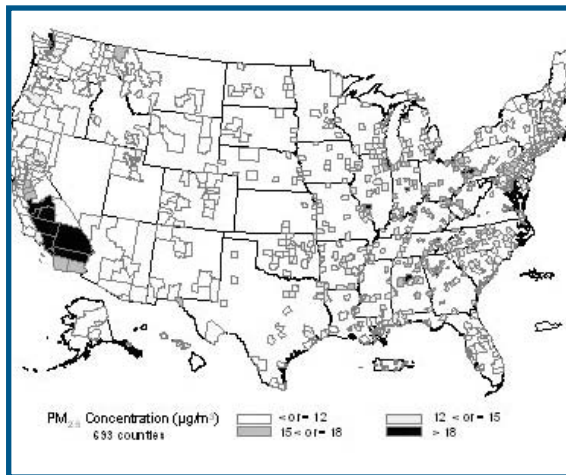 PM2.5 Concentration (µg/m³) < or = 12 12 < or = 15
693 counties 15 < or = 18 > 18